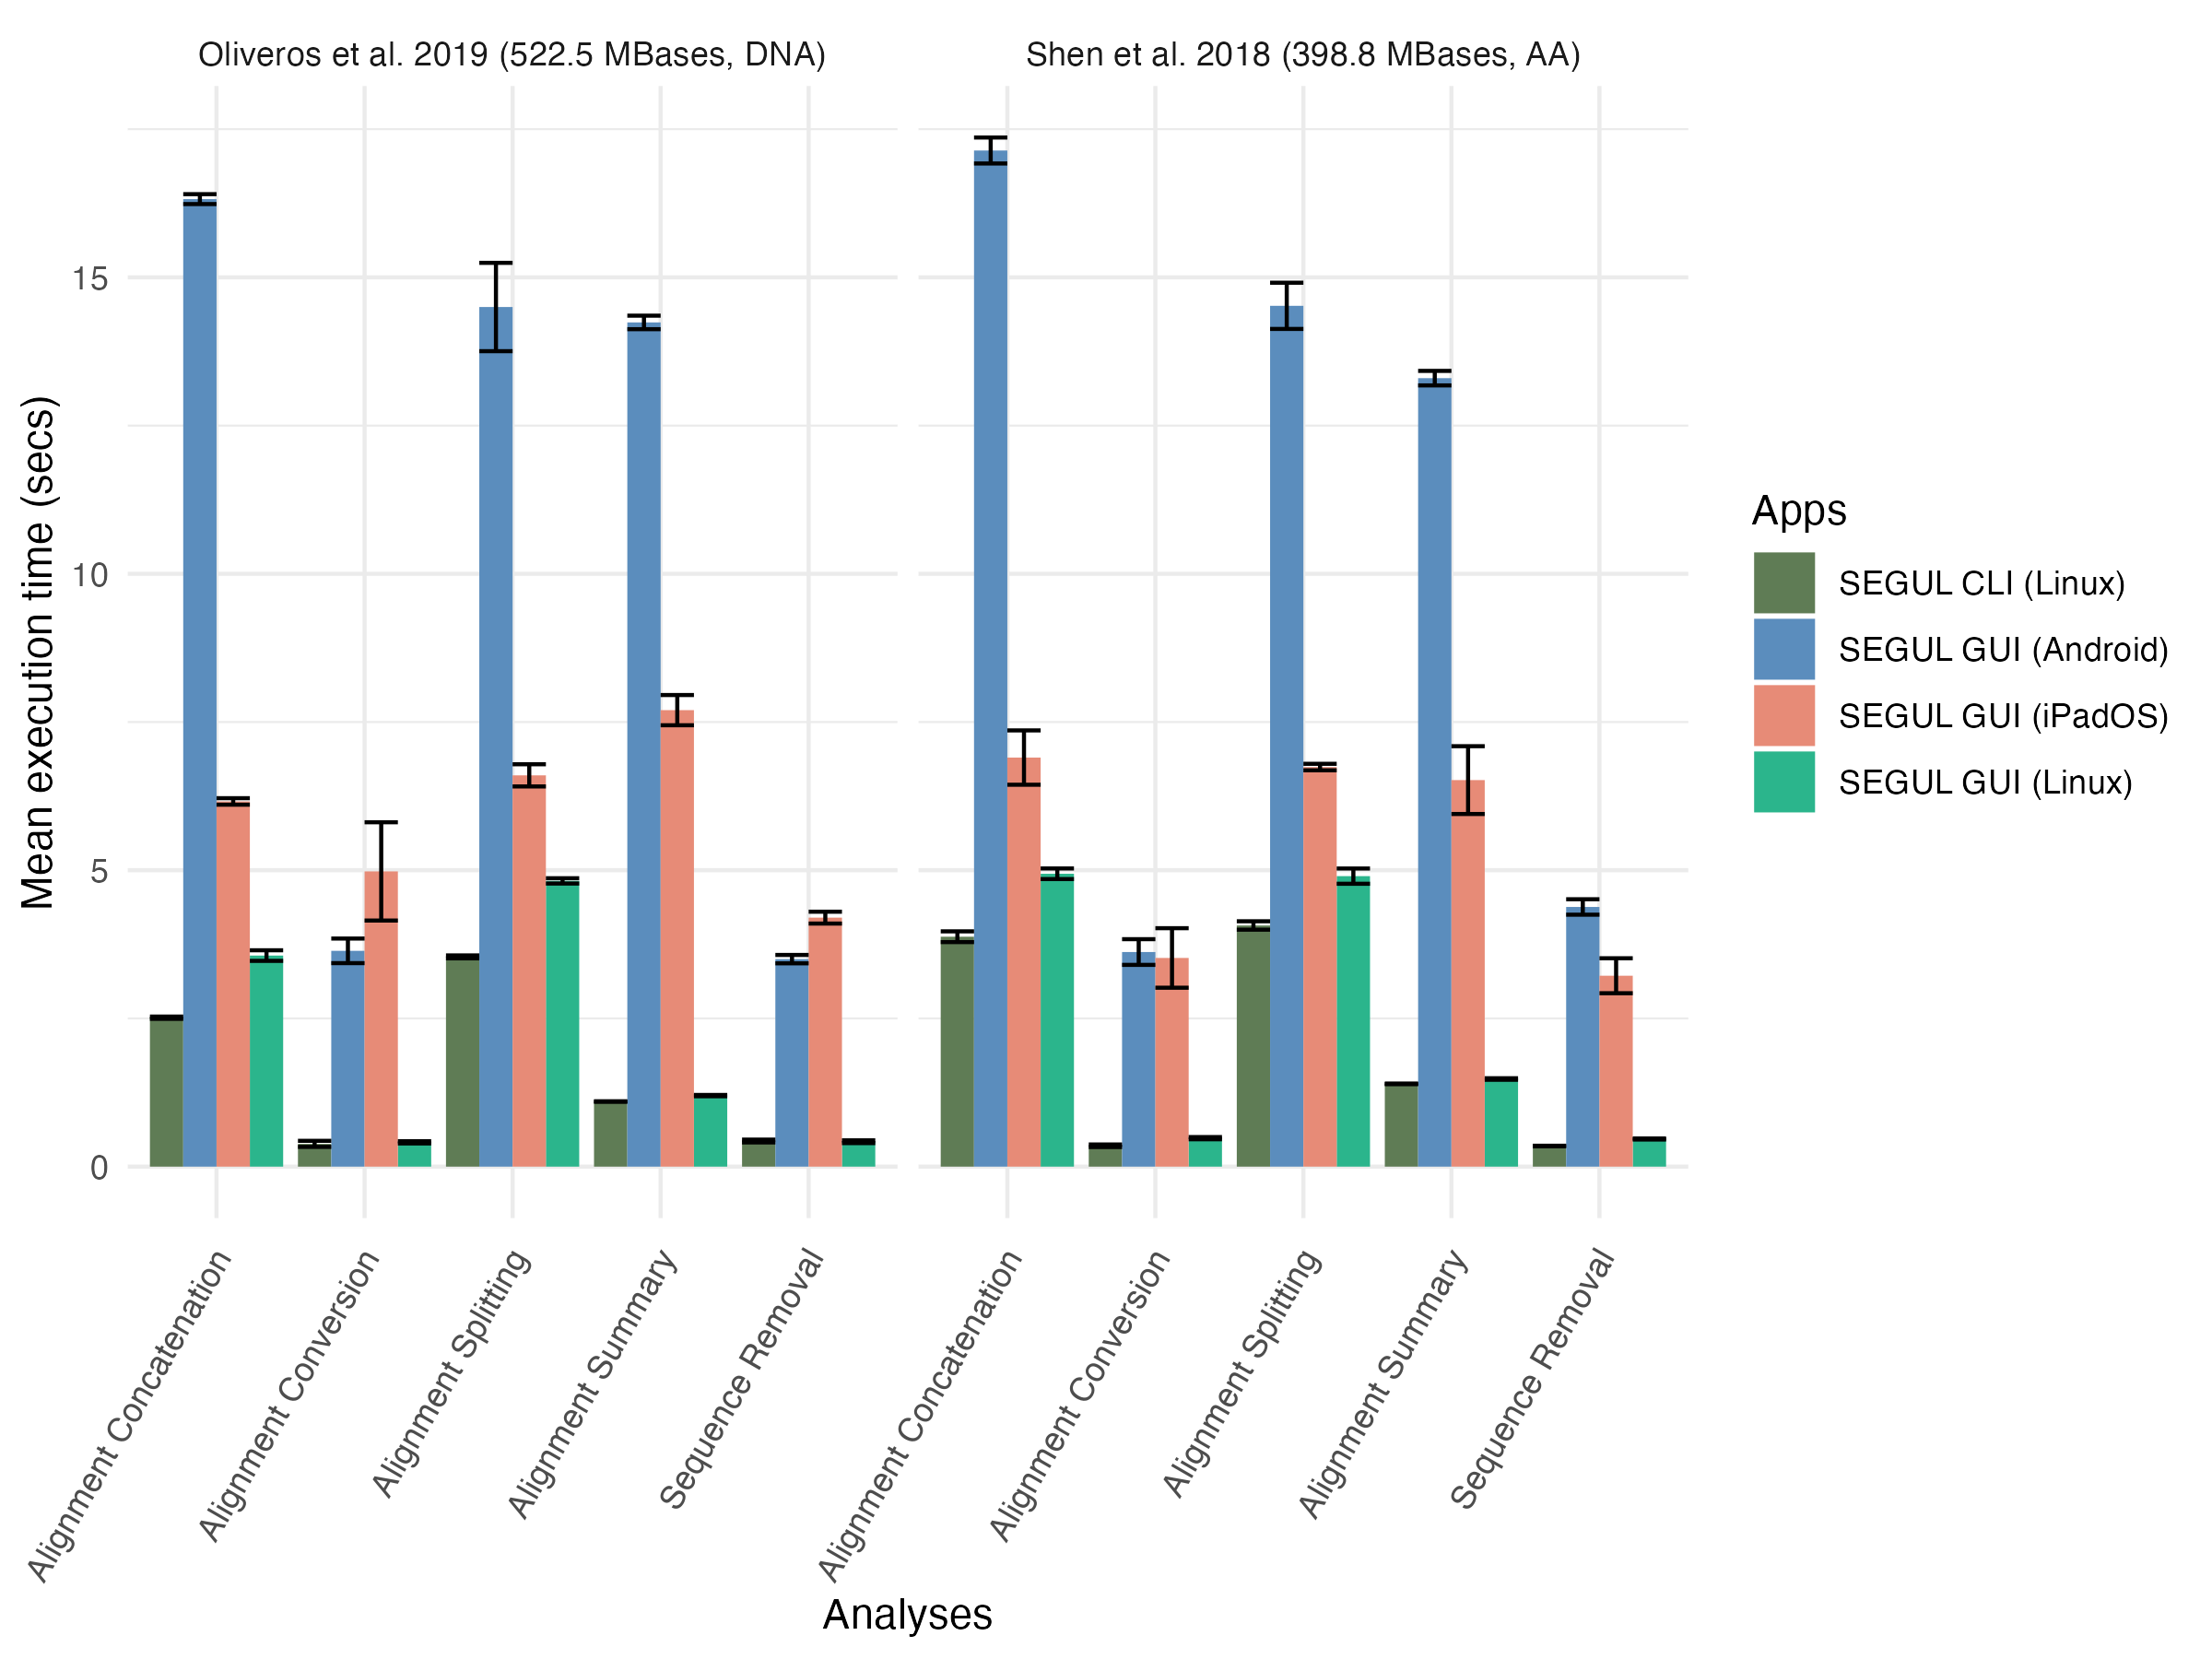 Oliveros et al. 2019 (522.5 MBases, DNA)
Shen et al. 2018 (398.8 MBases, AA)
Mean execution time (secs)
15
10
5
0
Alignment Concatenation
Alignment Conversion
Alignment Splitting
Alignment Summary
Sequence Removal
Alignment Concatenation
Alignment Conversion
Alignment Splitting
Alignment Summary
Sequence Removal
Analyses
Apps
SEGUL CLI (Linux)
SEGUL GUI (Android)
SEGUL GUI (iPadOS)
SEGUL GUI (Linux)